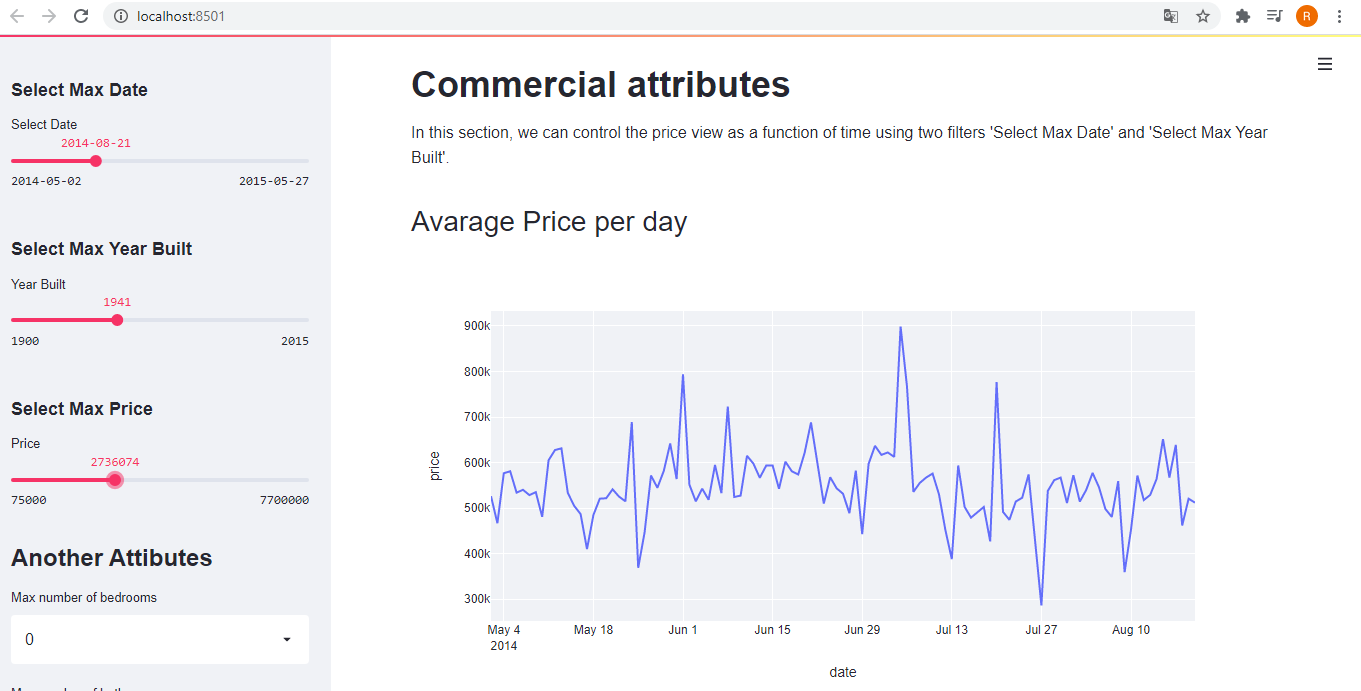 localhost:8501
R
Select Max Date
Select Date
2014-08-21
2014-05-02 2015-05-27
Select Max Year Built
Year Built
1941
1900 2015
Select Max Price
Price
2736074
75000 7700000
Another Attibutes
Max number of bedrooms
0
Commercial attributes
In this section, we can control the price view as a function of time using two filters 'Select Max Date' and 'Select Max Year
Built'.
Avarage Price per day
900k
800k
700k
600k
500k
400k
300k
price
May 4 May 18 Jun 1 Jun 15 Jun 29 Jul 13 Jul 27 Aug 10
2014
date